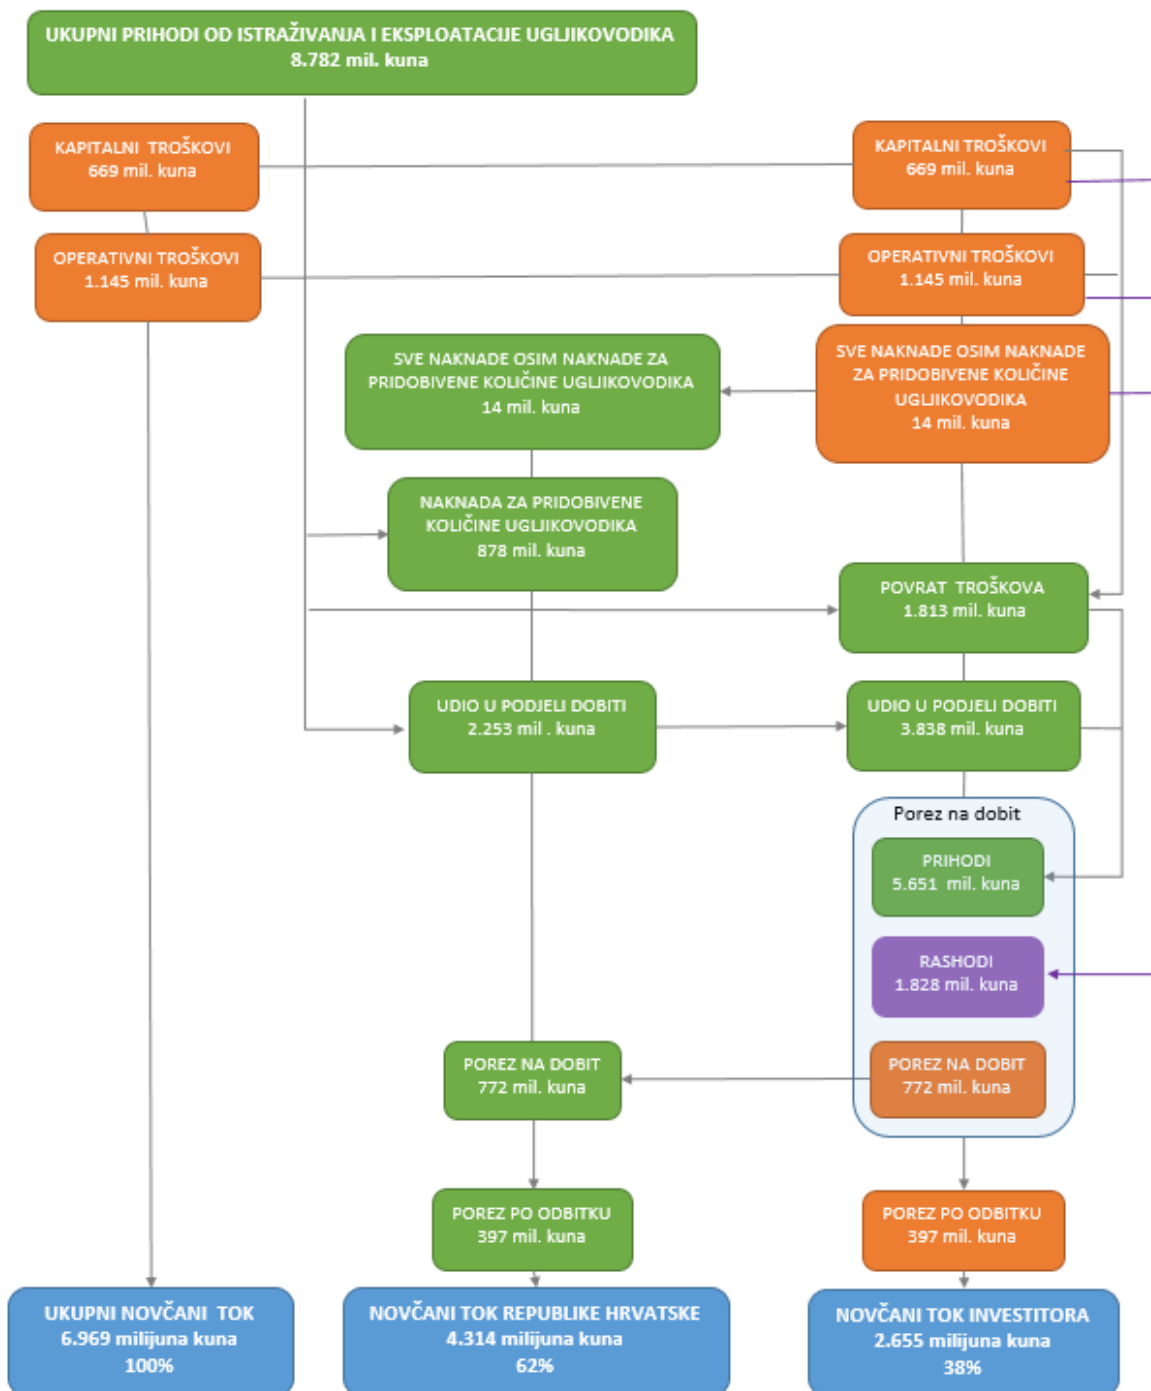 UKUPNI PRIHODI OD ISTRAŽIVANJA I EKSPLOATACIJE UGLJIKOVODIKA
8.782 mil. kuna
KAPITALNI TROŠKOVI
669 mil. kuna
KAPITALNI TROŠKOVI
669 mil. kuna
OPERATIVNI TROŠKOVI
1.145 mil. kuna
OPERATIVNI TROŠKOVI
1.145 mil. kuna
SVE NAKNADE OSIM NAKNADE ZA
PRIDOBIVENE KOLIČINE UGLJIKOVODIKA
14 mil. kuna
SVE NAKNADE OSIM NAKNADE
ZA PRIDOBIVENE KOLIČINE
UGLJIKOVODIKA
14 mil. kuna
NAKNADA ZA PRIDOBIVENE
KOLIČINE UGLJIKOVODIKA
878 mil. kuna
POVRAT TROŠKOVA
1.813 mil. kuna
UDIO U PODJELI DOBITI
2.253 mil . kuna
UDIO U PODJELI DOBITI
3.838 mil. kuna
Porez na dobit
PRIHODI
5.651 mil. kuna
RASHODI
1.828 mil. kuna
POREZ NA DOBIT
772 mil. kuna
POREZ NA DOBIT
772 mil. kuna
POREZ PO ODBITKU
397 mil. kuna
POREZ PO ODBITKU
397 mil. kuna
UKUPNI NOVČANI TOK
6.969 milijuna kuna
100%
NOVČANI TOK REPUBLIKE HRVATSKE
4.314 milijuna kuna
62%
NOVČANI TOK INVESTITORA
2.655 milijuna kuna
38%